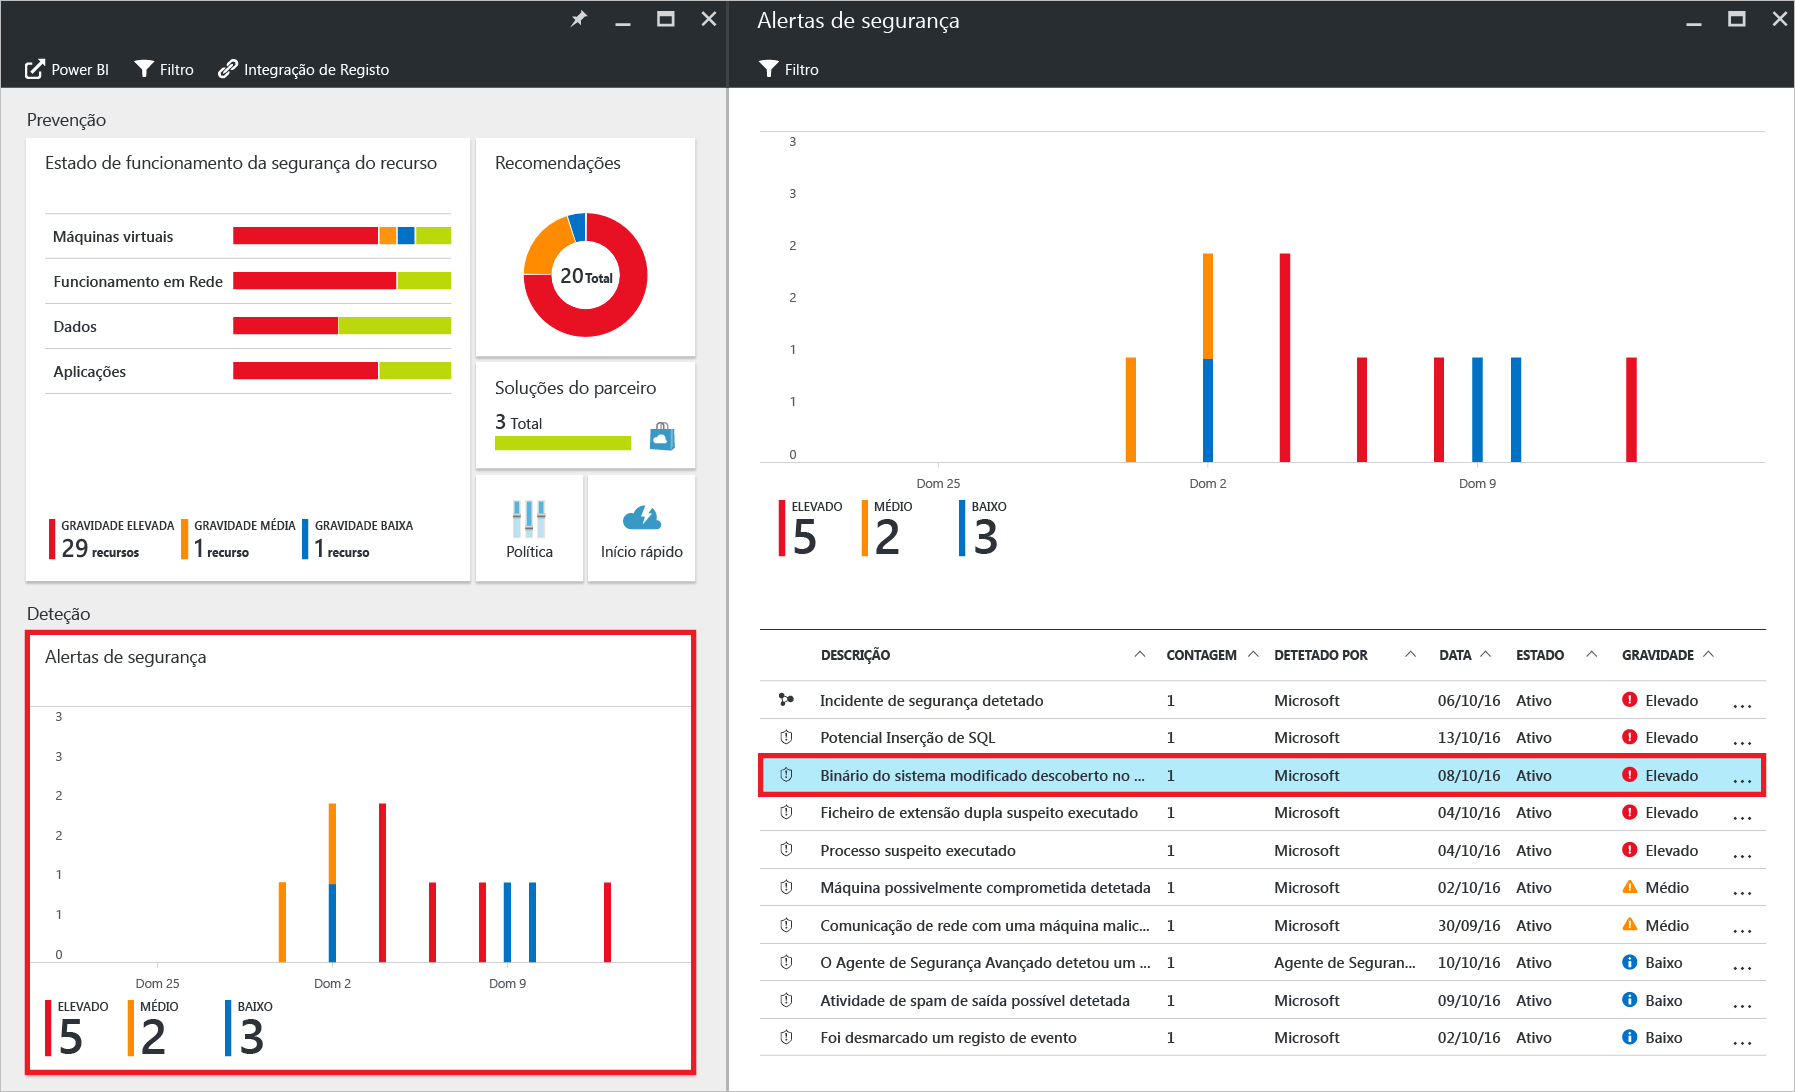 Power BI
Filtro
Integração de Registo
Prevenção
Estado de funcionamento da segurança do recurso
Máquinas virtuais
Funcionamento em Rede
Dados
Aplicações
GRAVIDADE ELEVADA
29 recursos
GRAVIDADE MÉDIA
1 recurso
GRAVIDADE BAIXA
1 recurso
Recomendações
20 Total
Soluções do parceiro
3 Total
Política
Início rápido
Deteção
Alertas de segurança
3
3
2
2
1
1
0
Dom 25
Dom 2
Dom 9
ELEVADO
5
MÉDIO
2
BAIXO
3
Alertas de segurança
Filtro
3
3
2
2
1
1
0
Dom 25
Dom 2
Dom 9
ELEVADO
5
MÉDIO
2
BAIXO
3
DESCRIÇÃO CONTAGEM DETETADO POR DATA ESTADO GRAVIDADE
Incidente de segurança detetado 1 Microsoft 06/10/16 Ativo Elevado ...
Potencial Inserção de SQL 1 Microsoft 13/10/16 Ativo Elevado ...
Binário do sistema modificado descoberto no ... 1 Microsoft 08/10/16 Ativo Elevado ...
Ficheiro de extensão dupla suspeito executado 1 Microsoft 04/10/16 Ativo Elevado ...
Processo suspeito executado 1 Microsoft 04/10/16 Ativo Elevado ...
Máquina possivelmente comprometida detetada 1 Microsoft 02/10/16 Ativo Médio ...
Comunicação de rede com uma máquina malic... 1 Microsoft 30/09/16 Ativo Médio ...
O Agente de Segurança Avançado detetou um ... 1 Agente de Seguran... 10/10/16 Ativo Baixo ...
Atividade de spam de saída possível detetada 1 Microsoft 09/10/16 Ativo Baixo ...
Foi desmarcado um registo de evento 1 Microsoft 02/10/16 Ativo Baixo ...